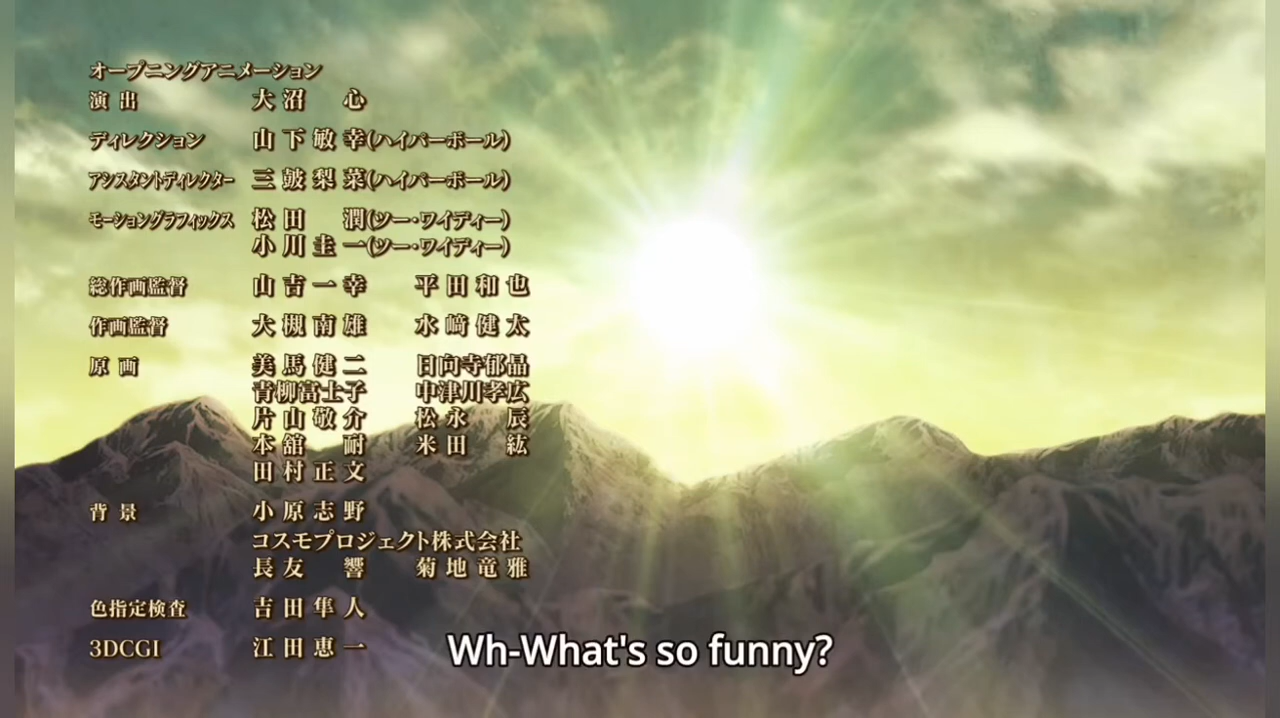 オープニングアニメーション
演出 大沼 心
ディレクション 山下敏幸(ハイパーボール)
アシスタントディレクター 三皷梨菜(ハイパーボール)
モーショングラフィックス 松田 潤(ツー・ワイディー)
小川圭一(ツー・ワイディー)
総作画監督 山吉一幸 平田和也
作画監督 大槻南雄 水﨑健太
原画 美馬健二 日向寺郁晶
青柳富士子 中津川孝広
片山敬介 松永 辰
本舘 耐 米田 紘
田村正文
背景 小原志野
コスモプロジェクト株式会社
長友 響 菊地竜雅
色指定検査 吉田隼人
3DCGI 江田恵一
Wh-What's so funny?